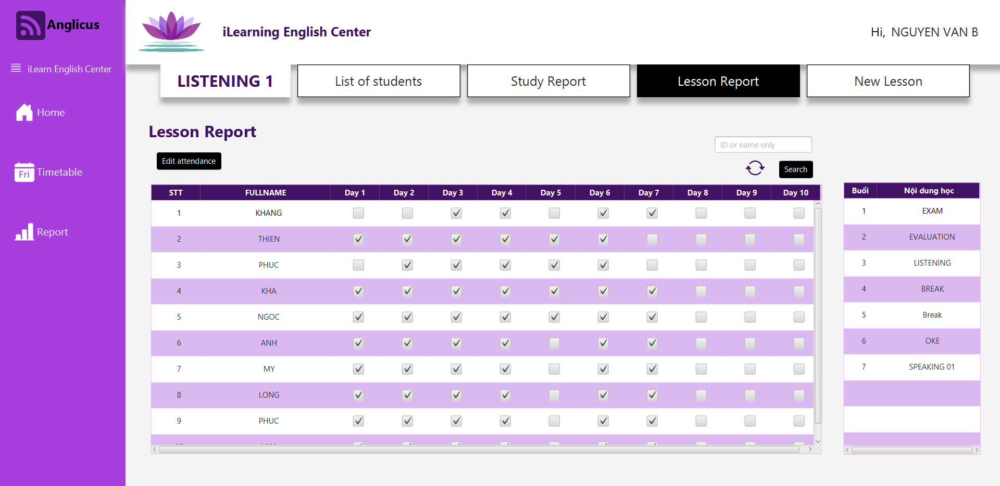 Anglicus
iLearn English Center
Home
Fri Timetable
Report
iLearning English Center
Hi, NGUYEN VAN B
LISTENING 1
List of students
Study Report
Lesson Report
New Lesson
Lesson Report
Edit attendance
ID or name only
Search
STT FULLNAME Day 1 Day 2 Day 3 Day 4 Day 5 Day 6 Day 7 Day 8 Day 9 Day 10
1 KHANG
2 THIEN
3 PHUC
4 KHA
5 NGOC
6 ANH
7 MY
8 LONG
9 PHUC
Buổi Nội dung học
1 EXAM
2 EVALUATION
3 LISTENING
4 BREAK
5 Break
6 OKE
7 SPEAKING 01